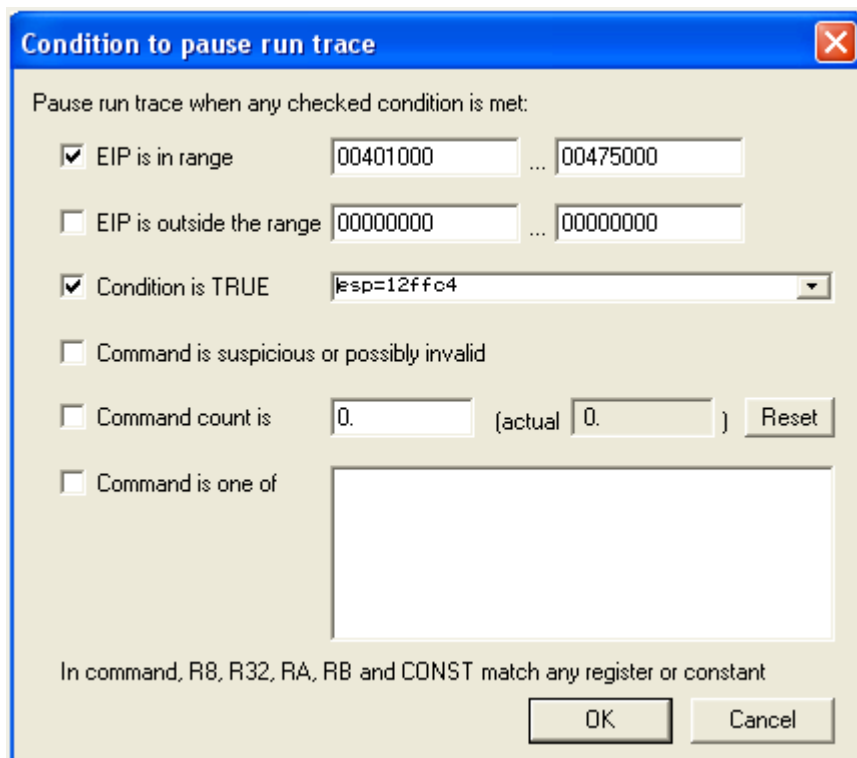 Condition to pause run trace
Pause run trace when any checked condition is met:
EIP is in range 00401000 ... 00475000
EIP is outside the range 00000000 ... 00000000
Condition is TRUE esp=12ffc4
Command is suspicious or possibly invalid
Command count is 0. (actual 0. ) Reset
Command is one of
In command, R8, R32, RA, RB and CONST match any register or constant
OK Cancel